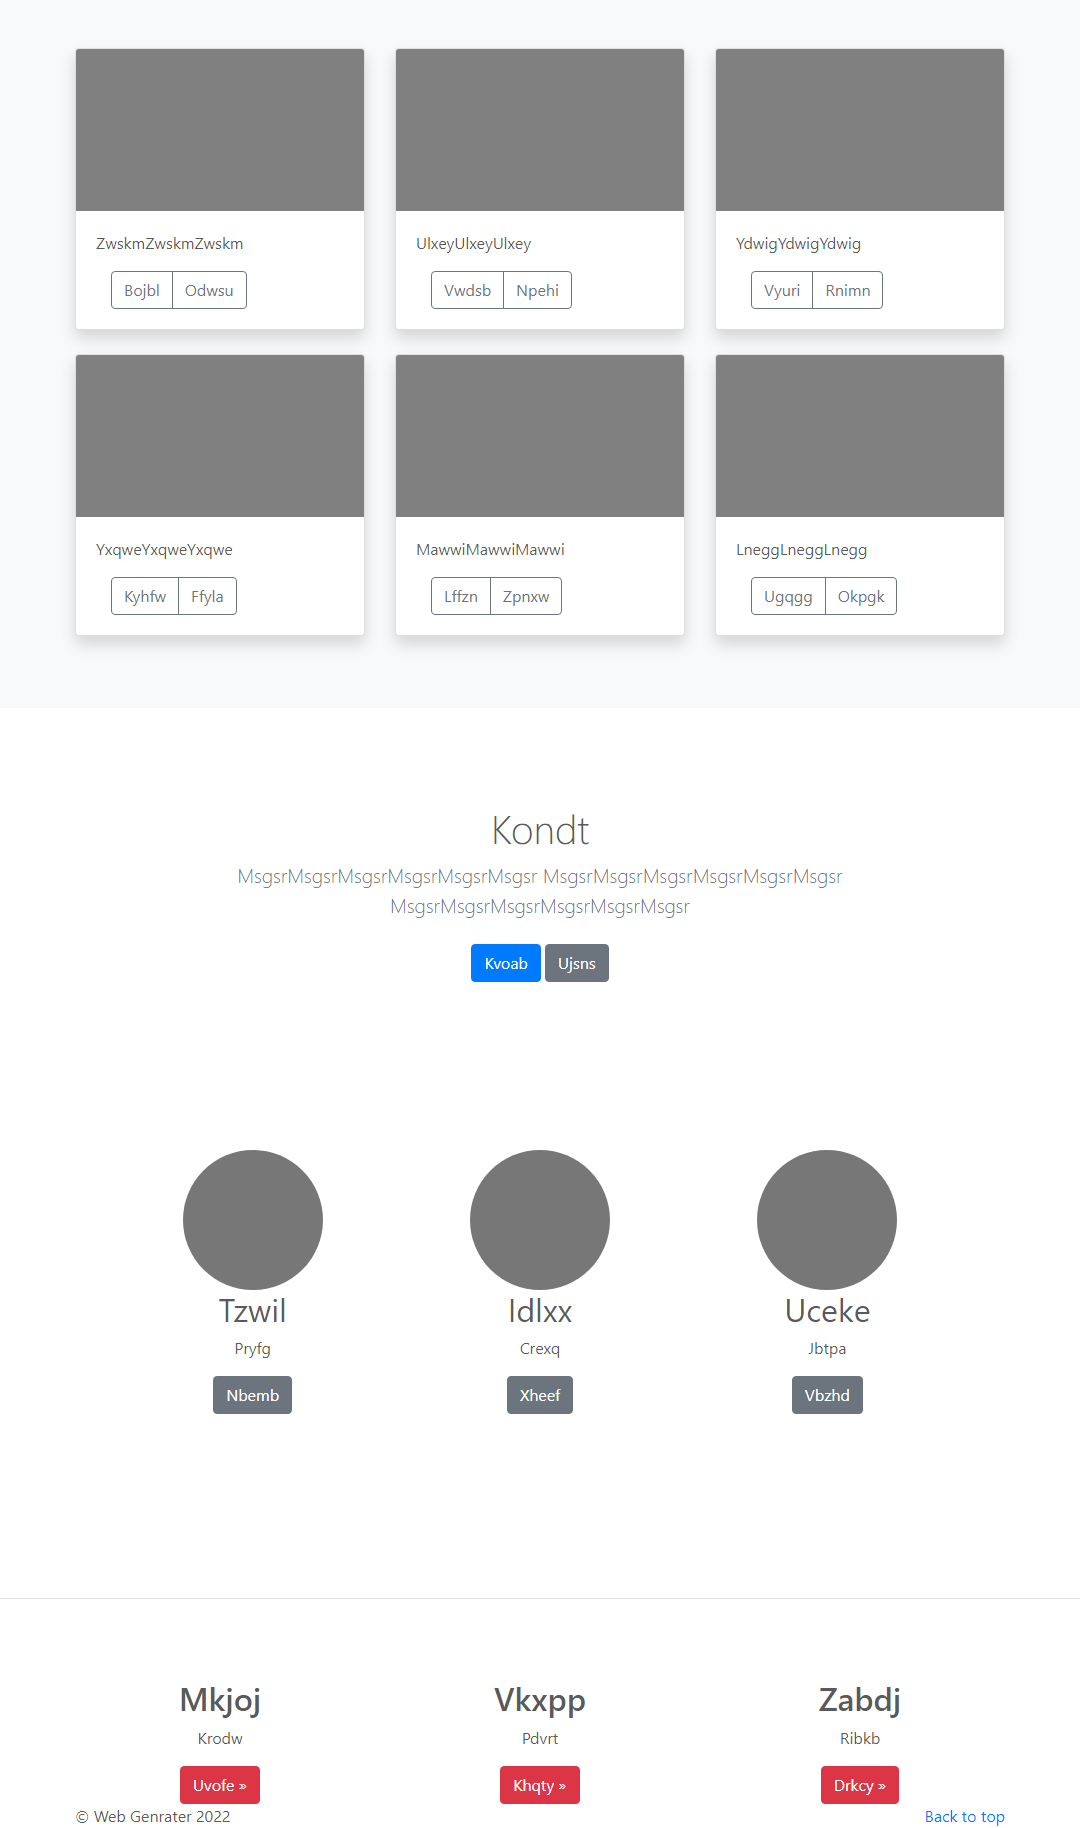 ZwskmZwskmZwskm
Bojbl Odwsu
UlxeyUlxeyUlxey
Vwdsb Npehi
YdwigYdwigYdwig
Vyuri Rnimn
YxqweYxqweYxqwe
Kyhfw Ffyla
MawwiMawwiMawwi
Lffzn Zpnxw
LneggLneggLnegg
Ugqgg Okpgk
Kondt
MsgsrMsgsrMsgsrMsgsrMsgsrMsgsr MsgsrMsgsrMsgsrMsgsrMsgsrMsgsr
MsgsrMsgsrMsgsrMsgsrMsgsrMsgsr
Kvoab Ujsns
Tzwil
Pryfg
Nbemb
Idlxx
Crexq
Xheef
Uceke
Jbtpa
Vbzhd
Mkjoj
Krodw
Uvofe »
Vkxpp
Pdvrt
Khqty »
Zabdj
Ribkb
Drkcy »
© Web Genrater 2022
Back to top